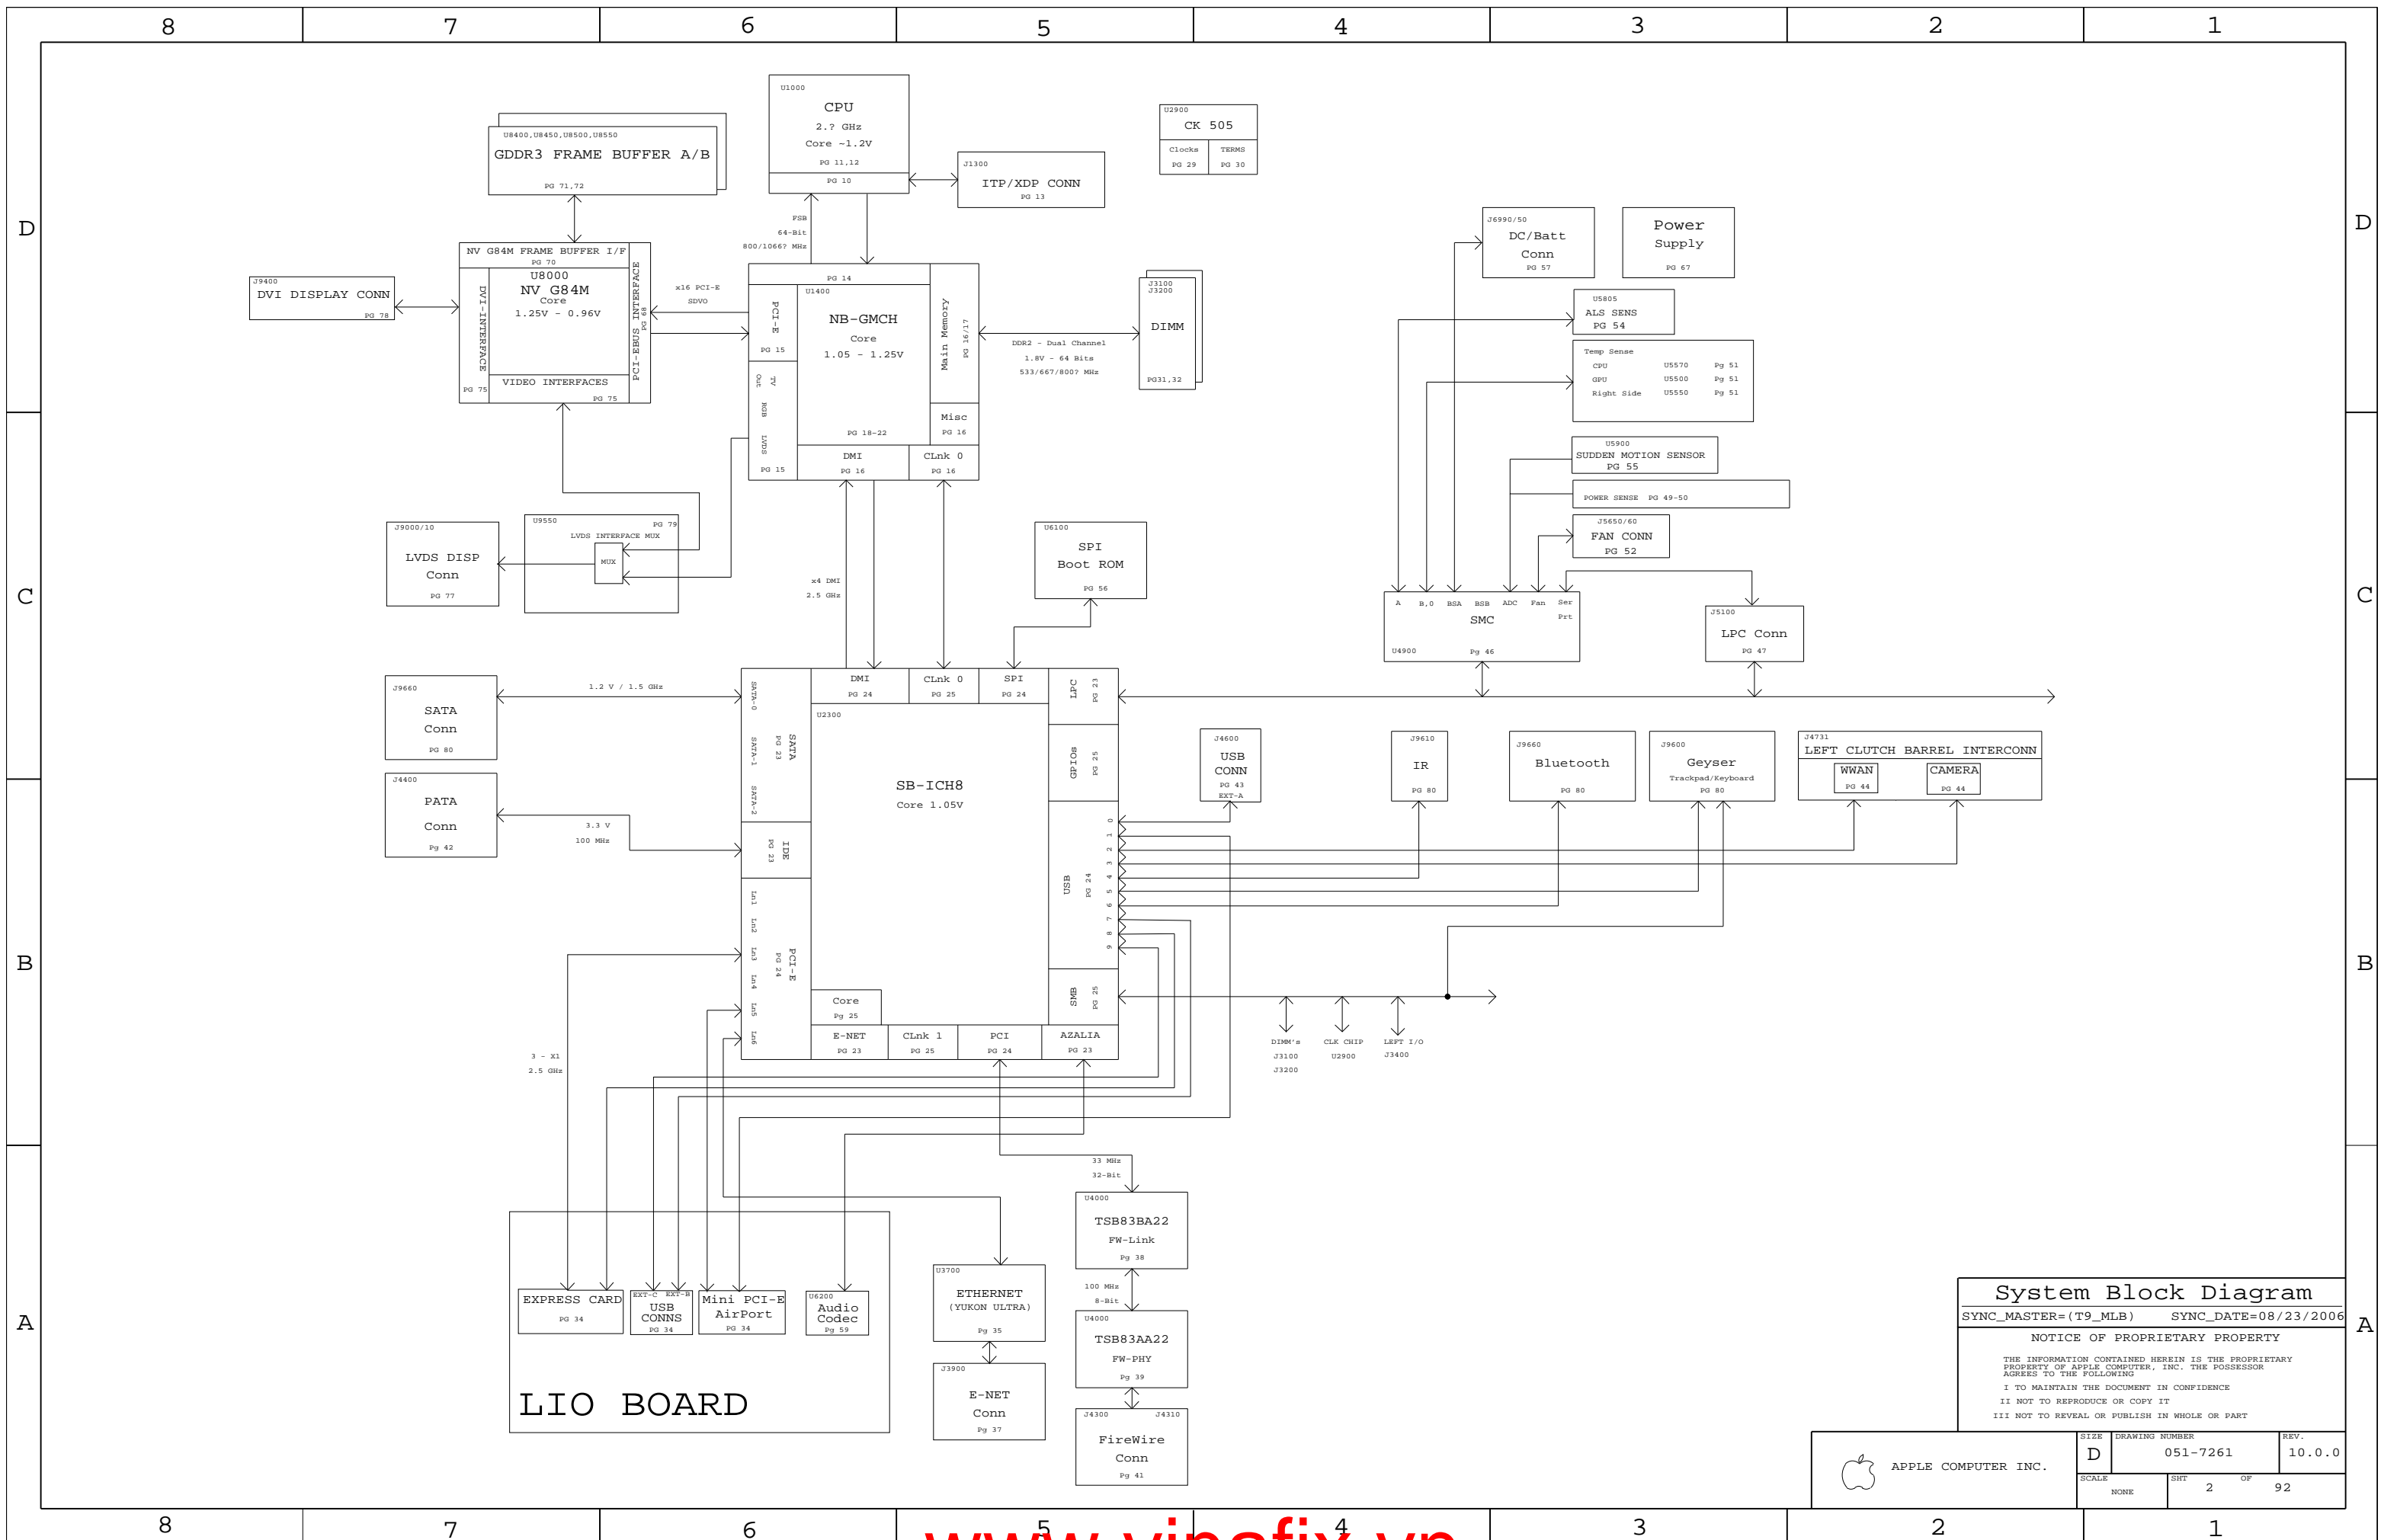 8 7 6 5 4 3 2 1
D
C
B
A
D
C
B
A
U1000
CPU
2.? GHz
Core ~1.2V
PG 11,12
PG 10
U2900
CK 505
Clocks
PG 29
TERMS
PG 30
U8400,U8450,U8500,U8550
GDDR3 FRAME BUFFER A/B
PG 71,72
J1300
ITP/XDP CONN
PG 13
FSB
64-Bit
800/1066? MHz
J6990/50
DC/Batt
Conn
PG 57
Power
Supply
PG 67
NV G84M FRAME BUFFER I/F
PG 70
U8000
NV G84M
Core
1.25V - 0.96V
DVI-INTERFACE
PG 75
PCI-EBUS INTERFACE
PG 68
VIDEO INTERFACES
PG 75
J9400
DVI DISPLAY CONN
PG 78
x16 PCI-E
SDVO
PG 14
U1400
NB-GMCH
Core
1.05 - 1.25V
PG 18-22
PCI-E
PG 15
TV
Out
RGB
LVDS
PG 15
Main Memory
PG 16/17
Misc
PG 16
DMI
PG 16
CLnk 0
PG 16
DDR2 - Dual Channel
1.8V - 64 Bits
533/667/800? MHz
J3100
J3200
DIMM
PG31,32
U5805
ALS SENS
PG 54
Temp Sense
CPU U5570 Pg 51
GPU U5500 Pg 51
Right Side U5550 Pg 51
U5900
SUDDEN MOTION SENSOR
PG 55
POWER SENSE PG 49-50
J5650/60
FAN CONN
PG 52
J9000/10
LVDS DISP
Conn
PG 77
U9550
PG 79
LVDS INTERFACE MUX
MUX
x4 DMI
2.5 GHz
U6100
SPI
Boot ROM
PG 56
A B,0 BSA BSB ADC Fan Ser
Prt
SMC
U4900
Pg 46
J5100
LPC Conn
PG 47
J9660
SATA
Conn
PG 80
1.2 V / 1.5 GHz
J4400
PATA
Conn
Pg 42
3.3 V
100 MHz
DMI
PG 24
CLnk 0
PG 25
SPI
PG 24
LPC
PG 23
U2300
SB-ICH8
Core 1.05V
SATA-0
SATA-1
SATA-2
SATA
PG 23
IDE
PG 23
Ln1
Ln2
Ln3
Ln4
Ln5
Ln6
PCI-E
PG 24
GPIOs
PG 25
USB
PG 24
0
1
2
3
4
5
6
7
8
9
SMB
PG 25
Core
Pg 25
E-NET
PG 23
CLnk 1
PG 25
PCI
PG 24
AZALIA
PG 23
J4600
USB
CONN
PG 43
EXT-A
J9610
IR
PG 80
J9660
Bluetooth
PG 80
J9600
Geyser
Trackpad/Keyboard
PG 80
J4731
LEFT CLUTCH BARREL INTERCONN
WWAN
PG 44
CAMERA
PG 44
3 - X1
2.5 GHz
DIMM's
J3100
J3200
CLK CHIP
U2900
LEFT I/O
J3400
33 MHz
32-Bit
U4000
TSB83BA22
FW-Link
Pg 38
100 MHz
8-Bit
U4000
TSB83AA22
FW-PHY
Pg 39
J4300 J4310
FireWire
Conn
Pg 41
U3700
ETHERNET
(YUKON ULTRA)
Pg 35
J3900
E-NET
Conn
Pg 37
EXPRESS CARD
PG 34
EXT-C EXT-B
USB
CONNS
PG 34
Mini PCI-E
AirPort
PG 34
U6200
Audio
Codec
Pg 59
LIO BOARD
System Block Diagram
SYNC_MASTER=(T9_MLB) SYNC_DATE=08/23/2006
NOTICE OF PROPRIETARY PROPERTY
THE INFORMATION CONTAINED HEREIN IS THE PROPRIETARY
PROPERTY OF APPLE COMPUTER, INC. THE POSSESSOR
AGREES TO THE FOLLOWING
I TO MAINTAIN THE DOCUMENT IN CONFIDENCE
II NOT TO REPRODUCE OR COPY IT
III NOT TO REVEAL OR PUBLISH IN WHOLE OR PART
APPLE COMPUTER INC.
SIZE
D
DRAWING NUMBER
051-7261
REV.
10.0.0
SCALE
NONE
SHT
2
OF
92
8 7 6 5 4 3 2 1